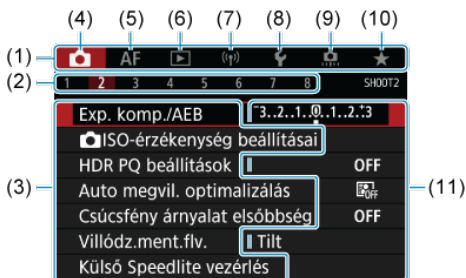 (4) (5) (6) (7) (8) (9) (10)
(1) AF
(2) 1 2 3 4 5 6 7 8 SHOOT2
Exp. komp./AEB -3..2..1..0..1..2.+3
ISO-érzékenység beállításai
HDR PQ beállítások OFF
(3) Auto megvil. optimalizálás OFF (11)
Csúcsfény árnyalat elsőbbség OFF
Villódz.ment.flv. Tilt
Külső Speedlite vezérlés